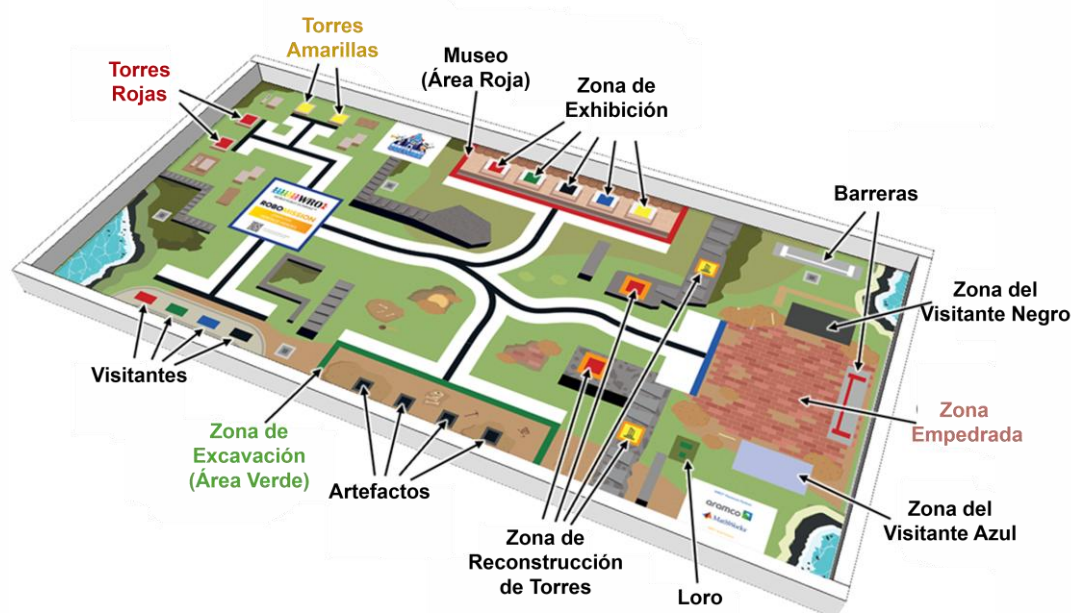 Torres
Amarillas
Torres
Rojas
Museo
(Área Roja)
Zona de
Exhibición
Barreras
WRO
ROBOMISSION
Zona del
Visitante Negro
Visitantes
Zona
Empedrada
Zona de
Excavación
(Área Verde)
Artefactos
aramco
MathWorks
Zona de
Reconstrucción
de Torres
Loro
Zona del
Visitante Azul